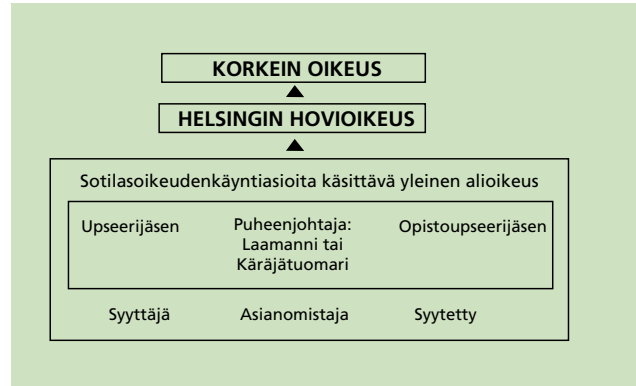 KORKEIN OIKEUS
HELSINGIN HOVIOIKEUS
Sotilasoikeudenkäyntiasioita käsittävä yleinen alioikeus
Upseerijäsen
Puheenjohtaja:
Laamanni tai
Käräjätuomari
Opistoupseerijäsen
Syyttäjä Asianomistaja Syytetty